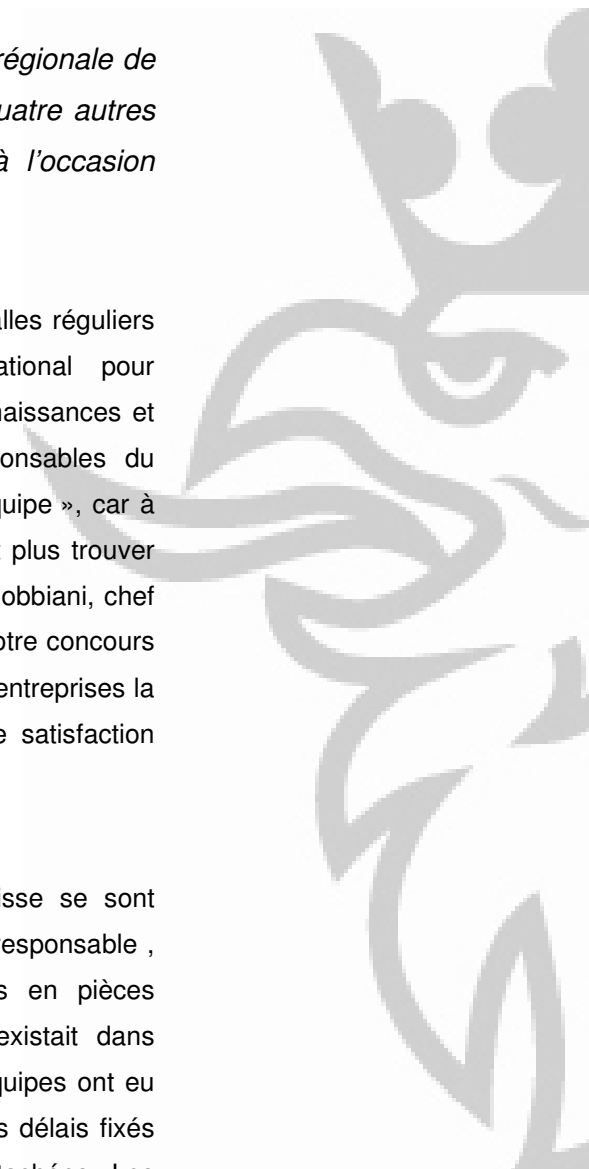 régionale de
uatre autres
à l’occasion
alles réguliers
ational pour
naissances et
onsables du
quipe », car à
t plus trouver
obbiani, chef
otre concours
entreprises la
e satisfaction
isse se sont
responsable ,
s en pièces
existait dans
quipes ont eu
s délais fixés